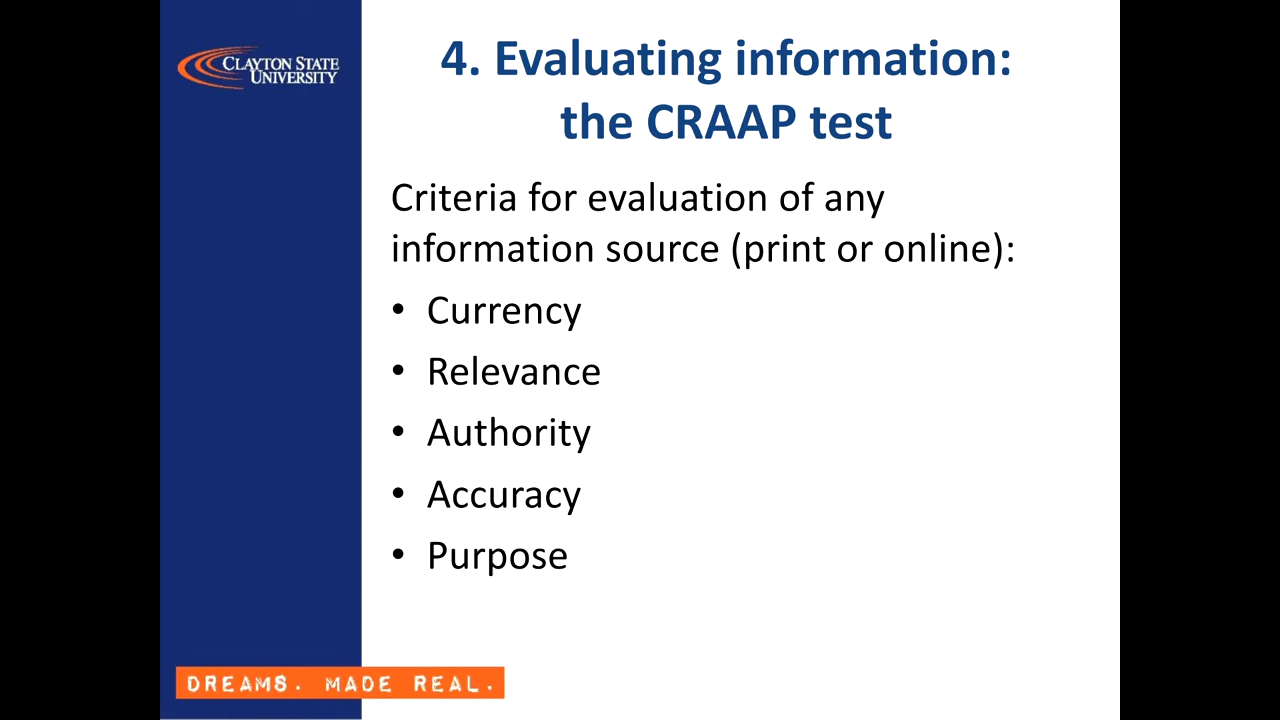 CLAYTON STATE
UNIVERSITY
4. Evaluating information:
the CRAAP test
Criteria for evaluation of any
information source (print or online):
• Currency
• Relevance
• Authority
• Accuracy
• Purpose
DREAMS. MADE REAL.